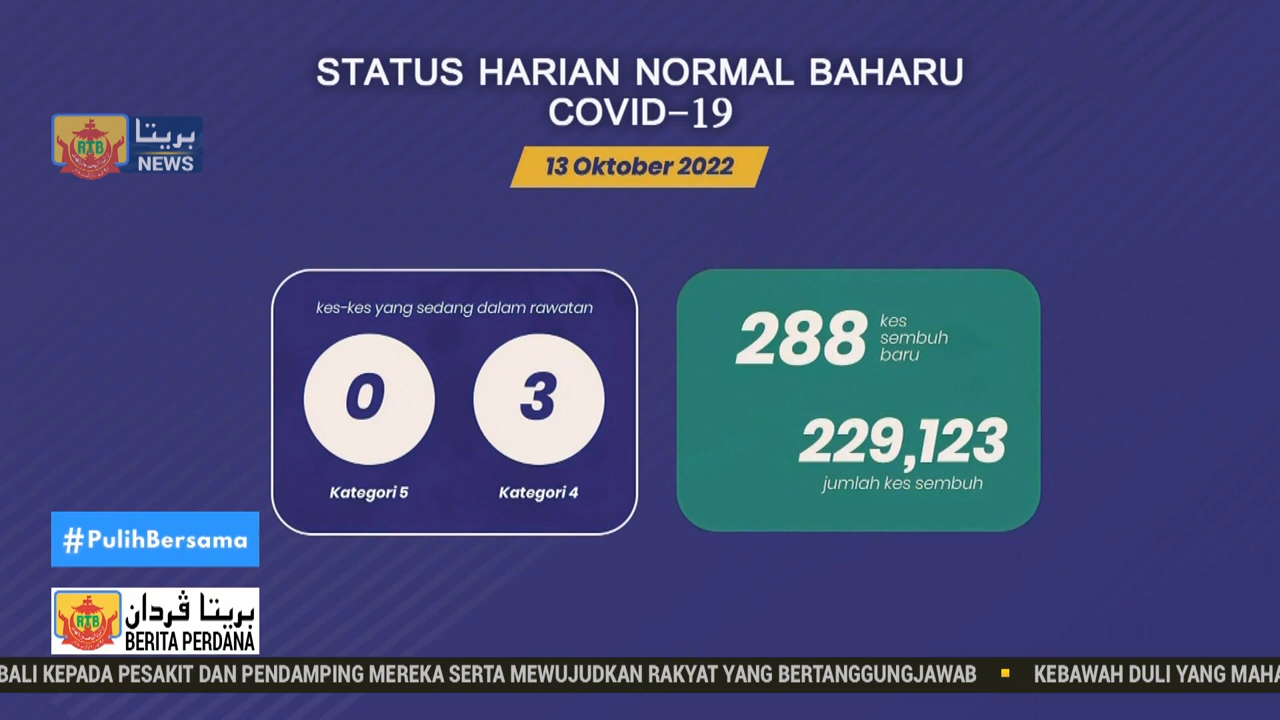 STATUS HARIAN NORMAL BAHARU
COVID-19
13 Oktober 2022
RTB
بريتا
NEWS
kes-kes yang sedang dalam rawatan
0
3
Kategori 5
Kategori 4
288
kes
sembuh
baru
229,123
jumlah kes sembuh
#PulihBersama
RTB
بريتا ڤردان
BERITA PERDANA
BALI KEPADA PESAKIT DAN PENDAMPING MEREKA SERTA MEWUJUDKAN RAKYAT YANG BERTANGGUNGJAWAB ▪ KEBAWAH DULI YANG MAHA